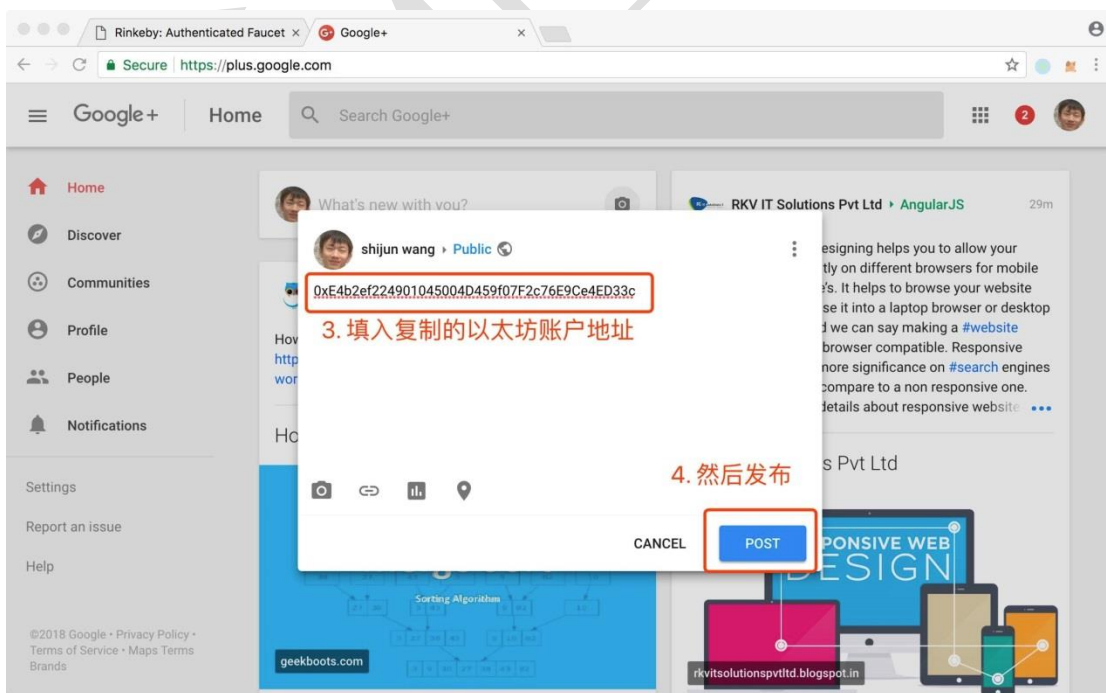 Rinkeby: Authenticated Faucet
Google+
Secure https://plus.google.com
Google+ Home Search Google+ 2
Home
Discover
Communities
Profile
People
Notifications
Settings
Report an issue
Help
©2018 Google • Privacy Policy •
Terms of Service • Maps Terms
Brands
What's new with you?
shijun wang Public
0xE4b2ef224901045004D459f07F2c76E9Ce4ED33c
3. 填入复制的以太坊账户地址
4. 然后发布
CANCEL POST
How
http
wor
Ho
Sorting Algorithm
geekboots.com
RKV IT Solutions Pvt Ltd AngularJS 29m
esigning helps you to allow your
tly on different browsers for mobile
e's. It helps to browse your website
se it into a laptop browser or desktop
d we can say making a #website
browser compatible. Responsive
more significance on #search engines
compare to a non responsive one.
details about responsive website
s Pvt Ltd
PONSIVE WEB
DESIGN
rkvitsolutionspvtltd.blogspot.in